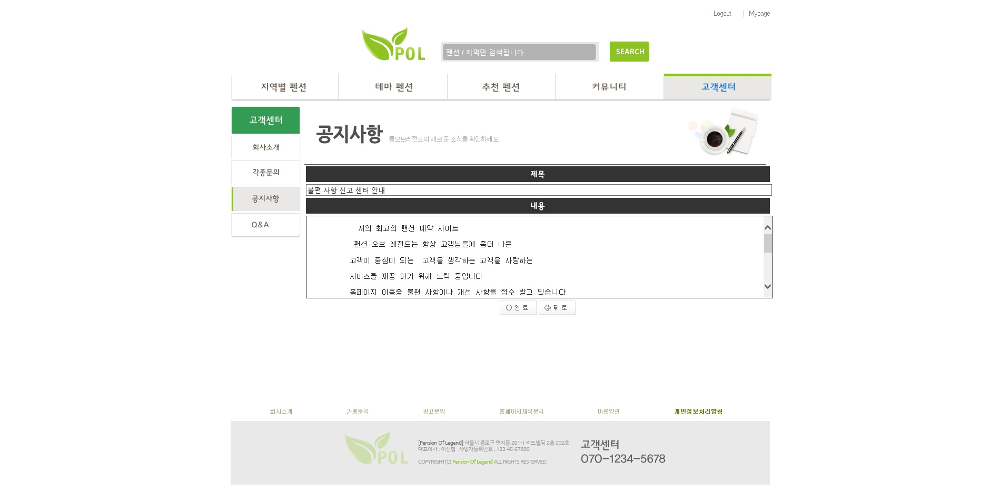 Logout
Mypage
POL
펜션 / 지역만 검색됩니다.
SEARCH
지역별 펜션
테마 펜션
추천 펜션
커뮤니티
고객센터
고객센터
회사소개
각종문의
공지사항
Q&A
공지사항 폴오브레전드의 새로운 소식을 확인하세요
제목
불편 사항 신고 센터 안내
내용
저의 최고의 팬션 예약 사이트
팬션 오브 레전드는 항상 고갱님들께 좀더 나은
고객이 중심이 되는 고객을 생각하는 고객을 사랑하는
서비스를 제공 하기 위해 노력 중입니다
홈페이지 이용중 불편 사항이나 개선 사항을 접수 받고 있습니다
완 료
뒤 로
회사소개
가맹문의
광고문의
홈페이지제작문의
이용약관
개인정보처리방침
POL
[Pension Of Legend] 서울시 종로구 연지동 261-1 리도빌딩 2층 202호
대표이사 : 이신협 사업자등록번호 ; 123-45-67890
COPYRIGHT(C) Pension Of Legend ALL RIGHTS RESTERVED.
고객센터
070-1234-5678